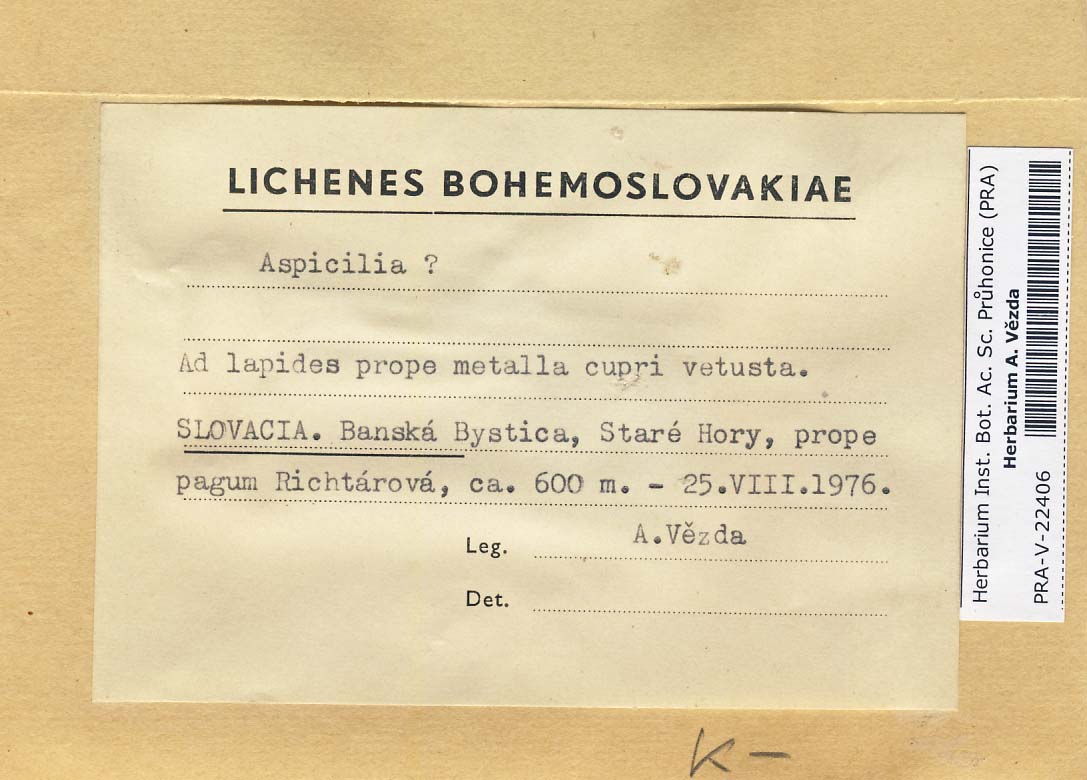 LICHENES BOHEMOSLOVAKIAE
Aspicilia ?
Ad lapides prope metalla cupri vetusta.
SLOVACIA. Banská Bystica, Staré Hory, prope
pagum Richtárová, ca. 600 m. - 25.VIII.1976.
Leg. A.Vězda
Det.
Herbarium Inst. Bot. Ac. Sc. Průhonice (PRA)
Herbarium A. Vězda
PRA-V-22406
K-